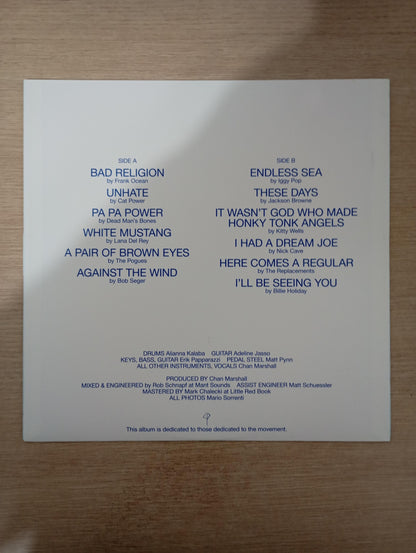 SIDE A
BAD RELIGION
by Frank Ocean
UNHATE
by Cat Power
PA PA POWER
by Dead Man's Bones
WHITE MUSTANG
by Lana Del Rey
A PAIR OF BROWN EYES
by The Pogues
AGAINST THE WIND
by Bob Seger
SIDE B
ENDLESS SEA
by Iggy Pop
THESE DAYS
by Jackson Browne
IT WASN'T GOD WHO MADE
HONKY TONK ANGELS
by Kitty Wells
I HAD A DREAM JOE
by Nick Cave
HERE COMES A REGULAR
by The Replacements
I'LL BE SEEING YOU
by Billie Holiday
DRUMS Alianna Kalaba GUITAR Adeline Jasso
KEYS, BASS, GUITAR Erik Paparazzi PEDAL STEEL Matt Pynn
ALL OTHER INSTRUMENTS, VOCALS Chan Marshall
PRODUCED BY Chan Marshall
MIXED & ENGINEERED by Rob Schnapf at Mant Sounds ASSIST ENGINEER Matt Schuessler
MASTERED BY Mark Chalecki at Little Red Book
ALL PHOTOS Mario Sorrenti
This album is dedicated to those dedicated to the movement.